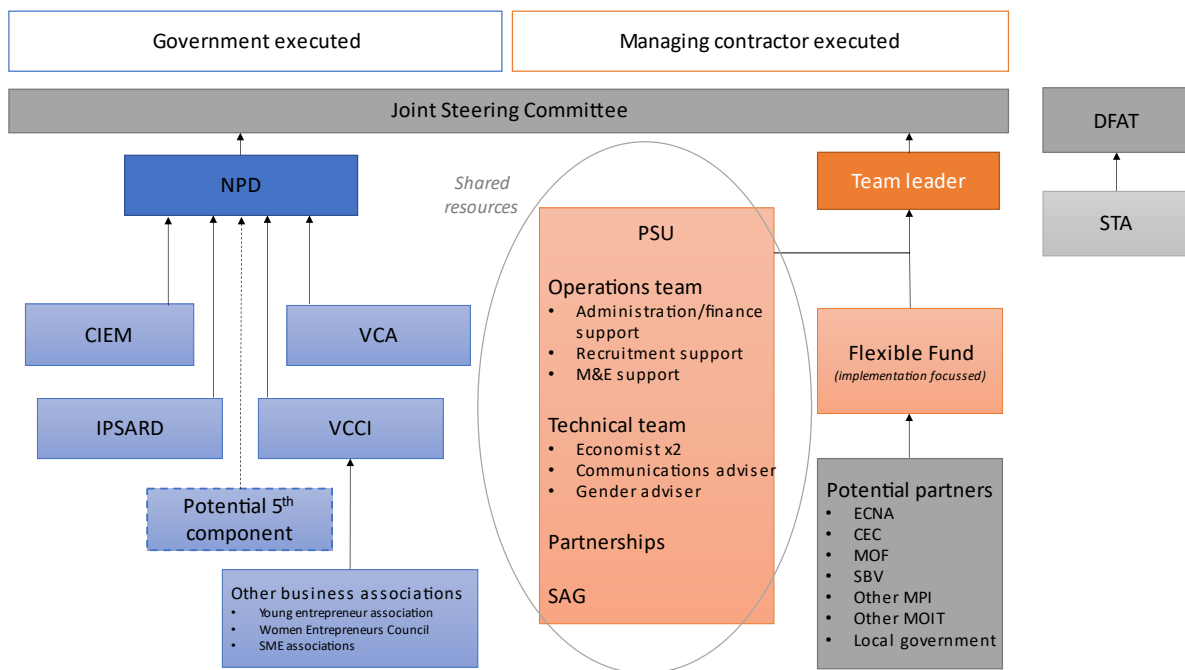 Government executed
Managing contractor executed
Joint Steering Committee
DFAT
STA
NPD
Shared
resources
Team leader
CIEM
VCA
IPSARD
VCCI
Potential 5th
component
Other business associations
• Young entrepreneur association
• Women Entrepreneurs Council
• SME associations
PSU
Operations team
• Administration/finance
support
• Recruitment support
• M&E support
Technical team
• Economist x2
• Communications adviser
• Gender adviser
Partnerships
SAG
Flexible Fund
(implementation focussed)
Potential partners
• ECNA
• CEC
• MOF
• SBV
• Other MPI
• Other MOIT
• Local government